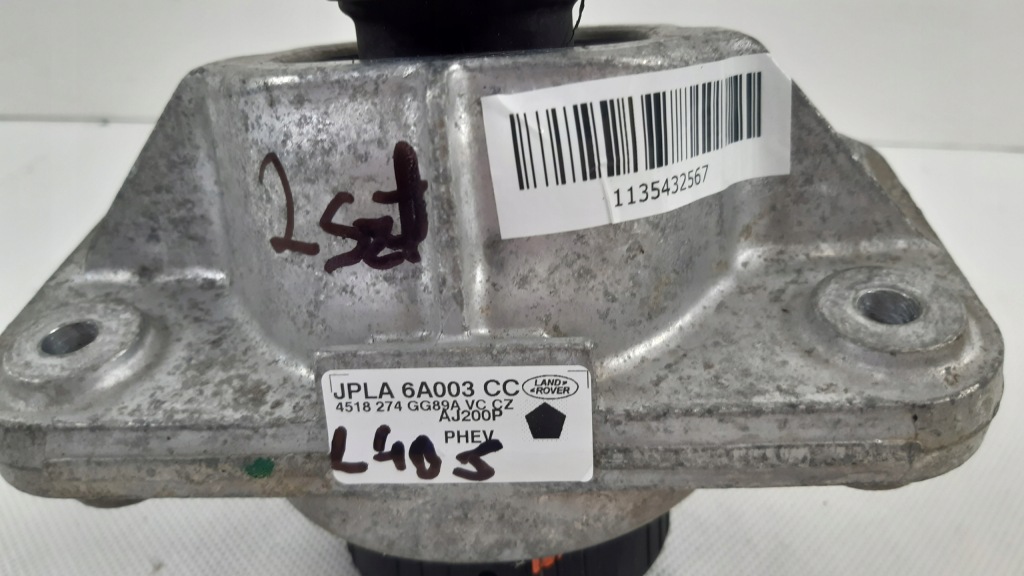 2 set
1135432567
JPLA 6A003 CC
LAND ROVER
4518 274 GG89A VC CZ
AJ200P
PHEV
L405